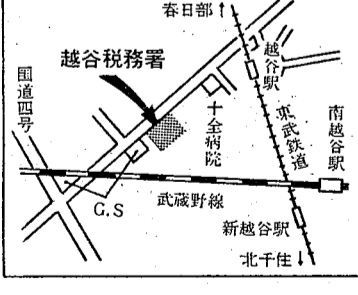 春日部↑
越谷税務署
越谷駅
国道四号
十全病院
東武鉄道
南越谷駅
G.S
武蔵野線
新越谷駅
北千住↓